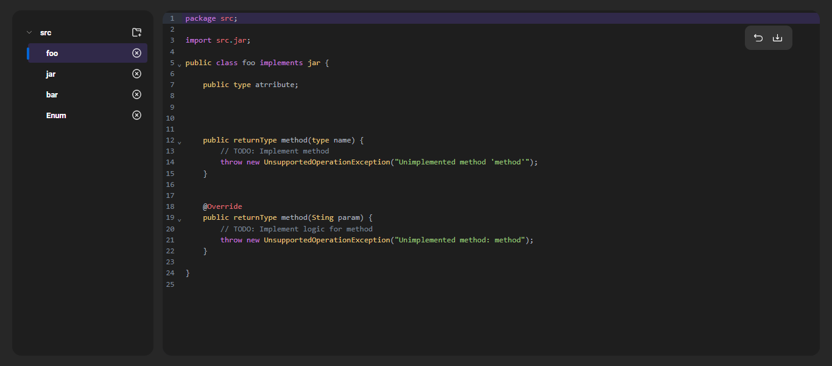 src
foo
jar
bar
Enum
1 package src;
2
3 import src.jar;
4
5 public class foo implements jar {
6
7 public type atrribute;
8
9
10
11
12 public returnType method(type name) {
13 // TODO: Implement method
14 throw new UnsupportedOperationException("Unimplemented method 'method'");
15 }
16
17
18 @Override
19 public returnType method(Sting param) {
20 // TODO: Implement logic for method
21 throw new UnsupportedOperationException("Unimplemented method: method");
22 }
23
24 }
25